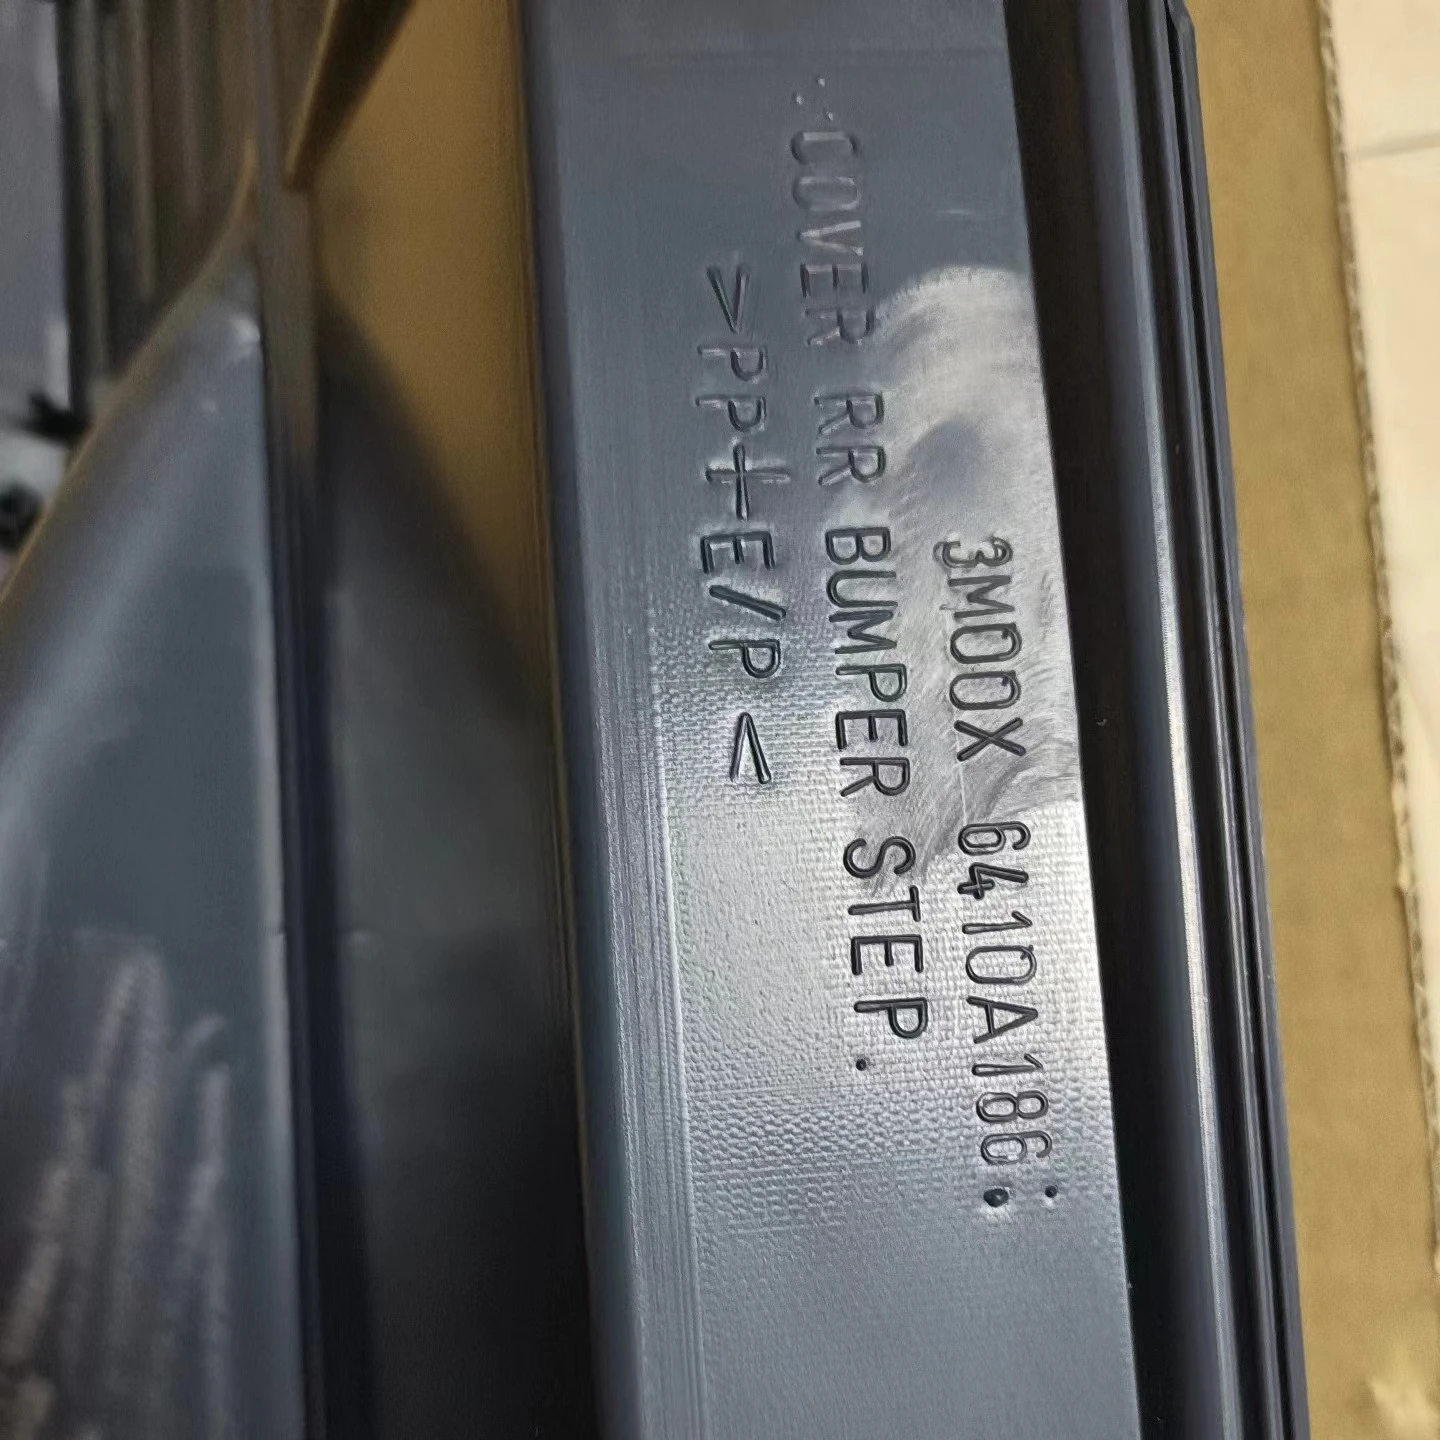 3M00X 6410A186
COVER RR BUMPER STEP.
>PP+E/P<